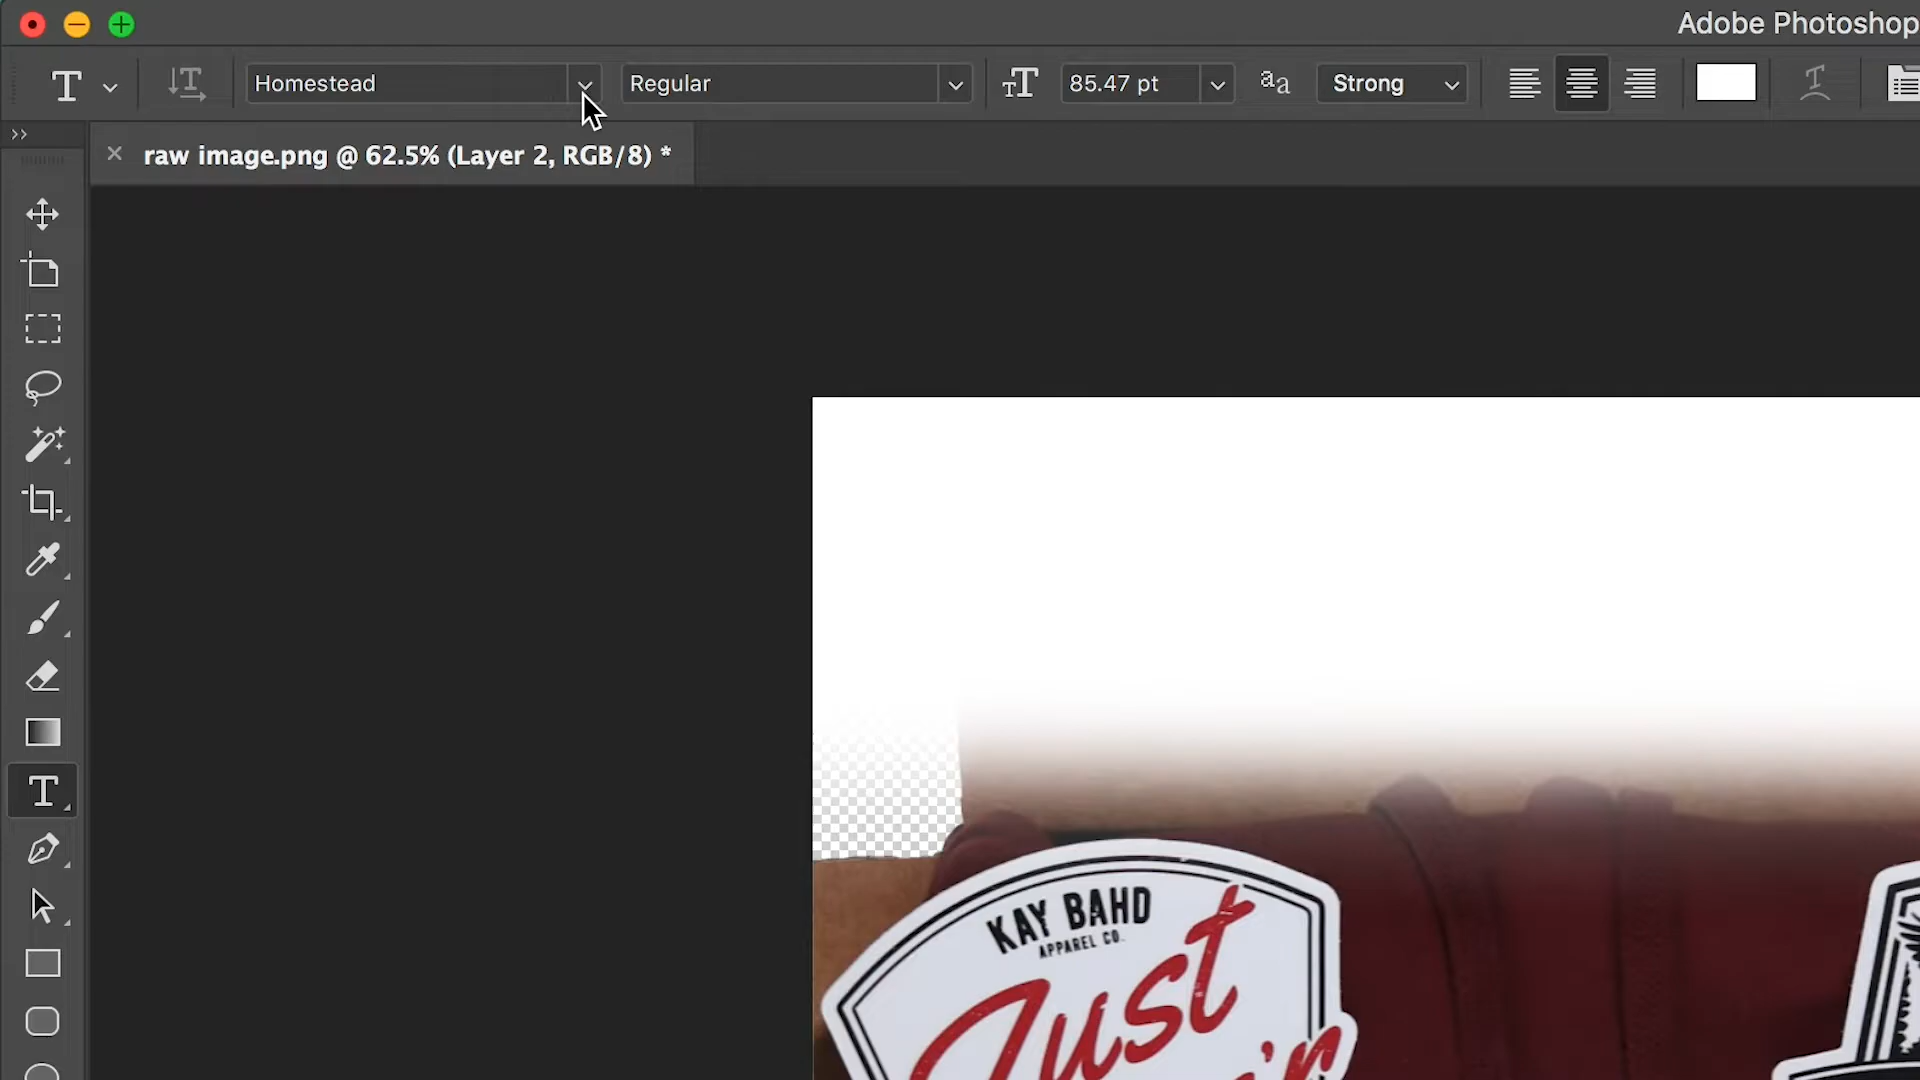 Adobe Photoshop
Homestead
Regular
85.47 pt
Strong
raw image.png @ 62.5% (Layer 2, RGB/8) *
KAY BAHD
APPAREL CO.
Just